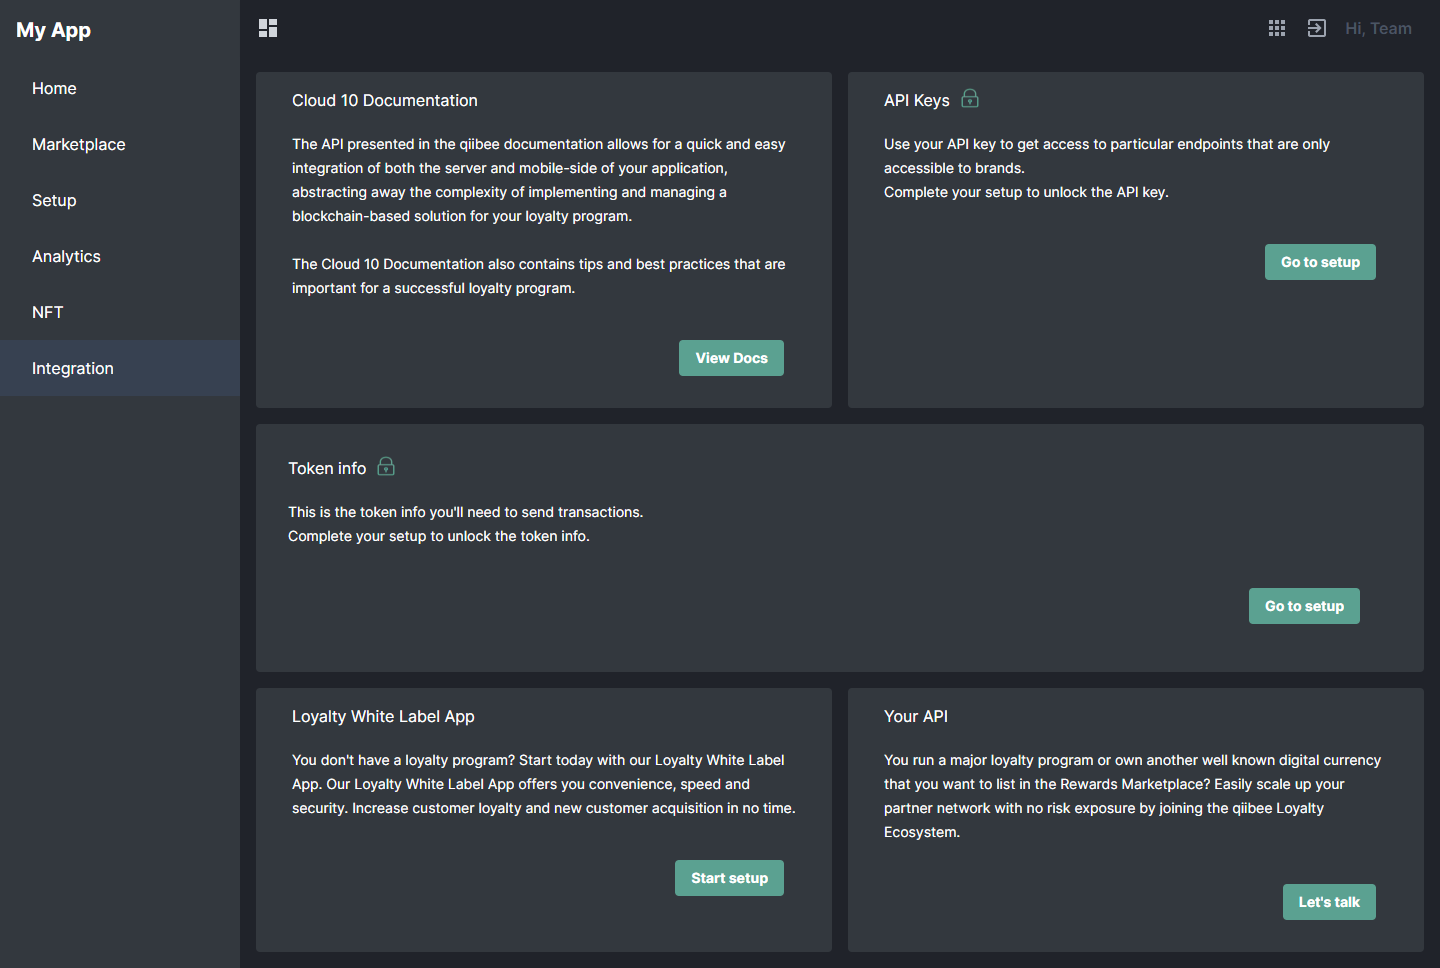 My App
Hi, Team
Home
Marketplace
Setup
Analytics
NFT
Integration
Cloud 10 Documentation
The API presented in the qiibee documentation allows for a quick and easy
integration of both the server and mobile-side of your application,
abstracting away the complexity of implementing and managing a
blockchain-based solution for your loyalty program.
The Cloud 10 Documentation also contains tips and best practices that are
important for a successful loyalty program.
View Docs
API Keys
Use your API key to get access to particular endpoints that are only
accessible to brands.
Complete your setup to unlock the API key.
Go to setup
Token info
This is the token info you'll need to send transactions.
Complete your setup to unlock the token info.
Go to setup
Loyalty White Label App
You don't have a loyalty program? Start today with our Loyalty White Label
App. Our Loyalty White Label App offers you convenience, speed and
security. Increase customer loyalty and new customer acquisition in no time.
Start setup
Your API
You run a major loyalty program or own another well known digital currency
that you want to list in the Rewards Marketplace? Easily scale up your
partner network with no risk exposure by joining the qiibee Loyalty
Ecosystem.
Let's talk